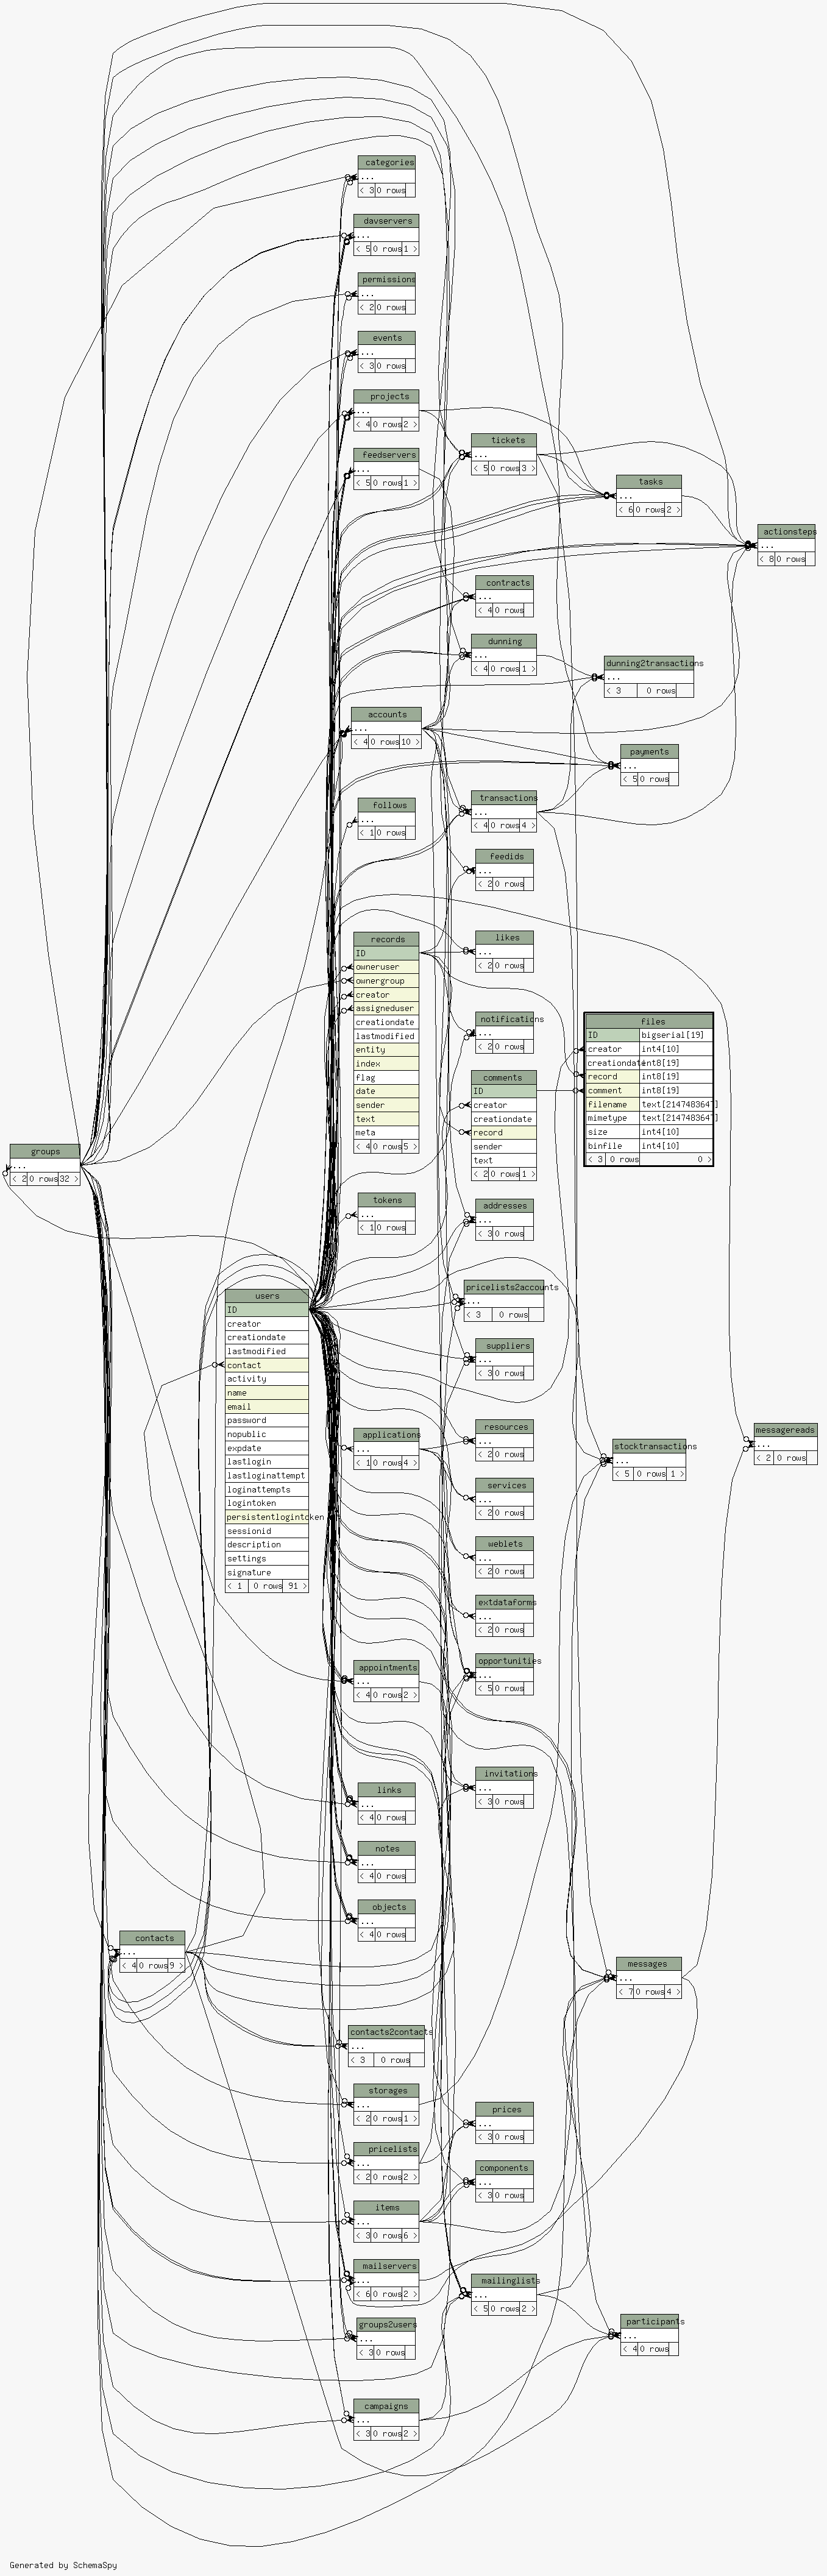 categories
...
< 3 0 rows
davservers
...
< 5 0 rows 1 >
permissions
...
< 2 0 rows
events
...
< 3 0 rows
projects
...
< 4 0 rows 2 >
feedservers
...
< 5 0 rows 1 >
tickets
...
< 5 0 rows 3 >
tasks
...
< 6 0 rows 2 >
actionsteps
...
< 8 0 rows
contracts
...
< 4 0 rows
dunning
...
< 4 0 rows 1 >
dunning2transactions
...
< 3 0 rows
accounts
...
< 4 0 rows 10 >
payments
...
< 5 0 rows
follows
...
< 1 0 rows
transactions
...
< 4 0 rows 4 >
feedids
...
< 2 0 rows
records
ID
owneruser
ownergroup
creator
assigneduser
creationdate
lastmodified
entity
index
flag
date
sender
text
meta
< 4 0 rows 5 >
likes
...
< 2 0 rows
notifications
...
< 2 0 rows
files
ID bigserial[19]
creator int4[10]
creationdate int8[19]
record int8[19]
comment int8[19]
filename text[2147483647]
mimetype text[2147483647]
size int4[10]
binfile int4[10]
< 3 0 rows 0 >
comments
ID
creator
creationdate
record
sender
text
< 2 0 rows 1 >
groups
...
< 2 0 rows 32 >
tokens
...
< 1 0 rows
addresses
...
< 3 0 rows
pricelists2accounts
...
< 3 0 rows
users
ID
creator
creationdate
lastmodified
contact
activity
name
email
password
nopublic
expdate
lastlogin
lastloginattempt
loginattempts
logintoken
persistentlogintoken
sessionid
description
settings
signature
< 1 0 rows 91 >
suppliers
...
< 3 0 rows
applications
...
< 1 0 rows 4 >
resources
...
< 2 0 rows
stocktransactions
...
< 5 0 rows 1 >
messagereads
...
< 2 0 rows
services
...
< 2 0 rows
weblets
...
< 2 0 rows
extdataforms
...
< 2 0 rows
appointments
...
< 4 0 rows 2 >
opportunities
...
< 5 0 rows
links
...
< 4 0 rows
invitations
...
< 3 0 rows
notes
...
< 4 0 rows
objects
...
< 4 0 rows
contacts
...
< 4 0 rows 9 >
messages
...
< 7 0 rows 4 >
contacts2contacts
...
< 3 0 rows
storages
...
< 2 0 rows 1 >
prices
...
< 3 0 rows
pricelists
...
< 2 0 rows 2 >
components
...
< 3 0 rows
items
...
< 3 0 rows 6 >
mailservers
...
< 6 0 rows 2 >
mailinglists
...
< 5 0 rows 2 >
groups2users
...
< 3 0 rows
participants
...
< 4 0 rows
campaigns
...
< 3 0 rows 2 >
Generated by SchemaSpy